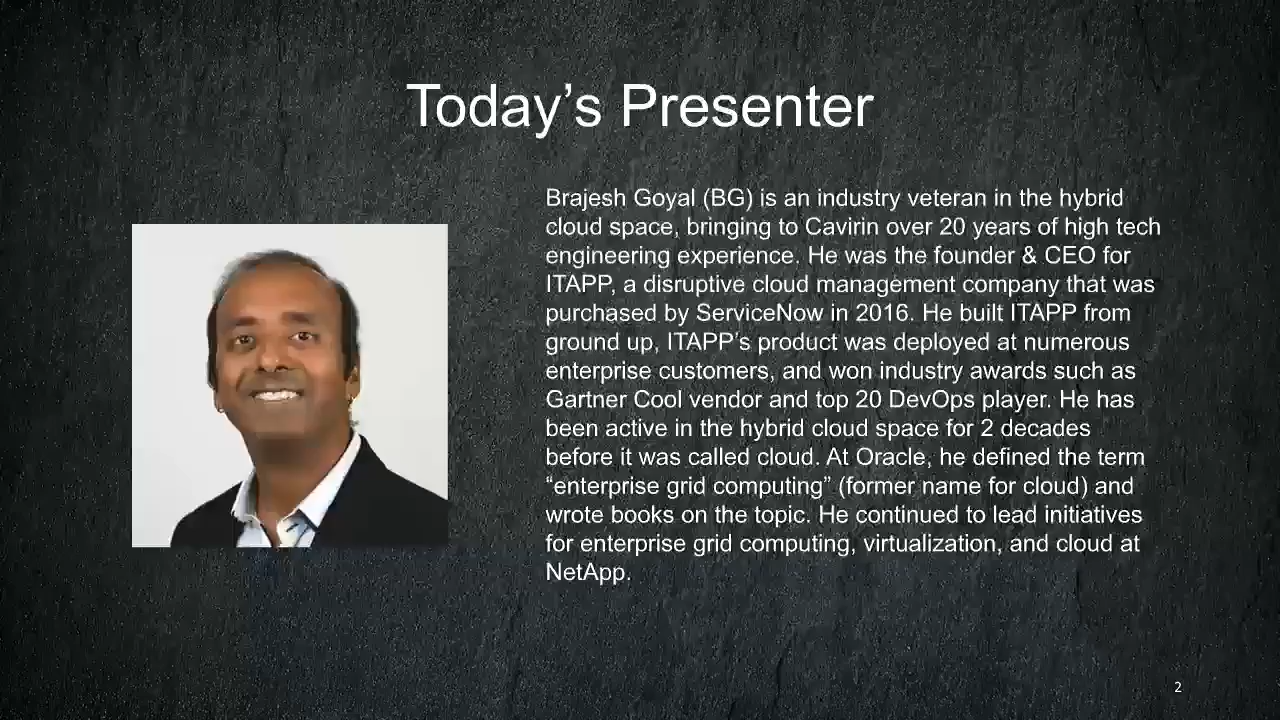 Today’s Presenter
Brajesh Goyal (BG) is an industry veteran in the hybrid
cloud space, bringing to Cavirin over 20 years of high tech
engineering experience. He was the founder & CEO for
ITAPP, a disruptive cloud management company that was
purchased by ServiceNow in 2016. He built ITAPP from
ground up, ITAPP’s product was deployed at numerous
enterprise customers, and won industry awards such as
Gartner Cool vendor and top 20 DevOps player. He has
been active in the hybrid cloud space for 2 decades
before it was called cloud. At Oracle, he defined the term
“enterprise grid computing” (former name for cloud) and
wrote books on the topic. He continued to lead initiatives
for enterprise grid computing, virtualization, and cloud at
NetApp.
2